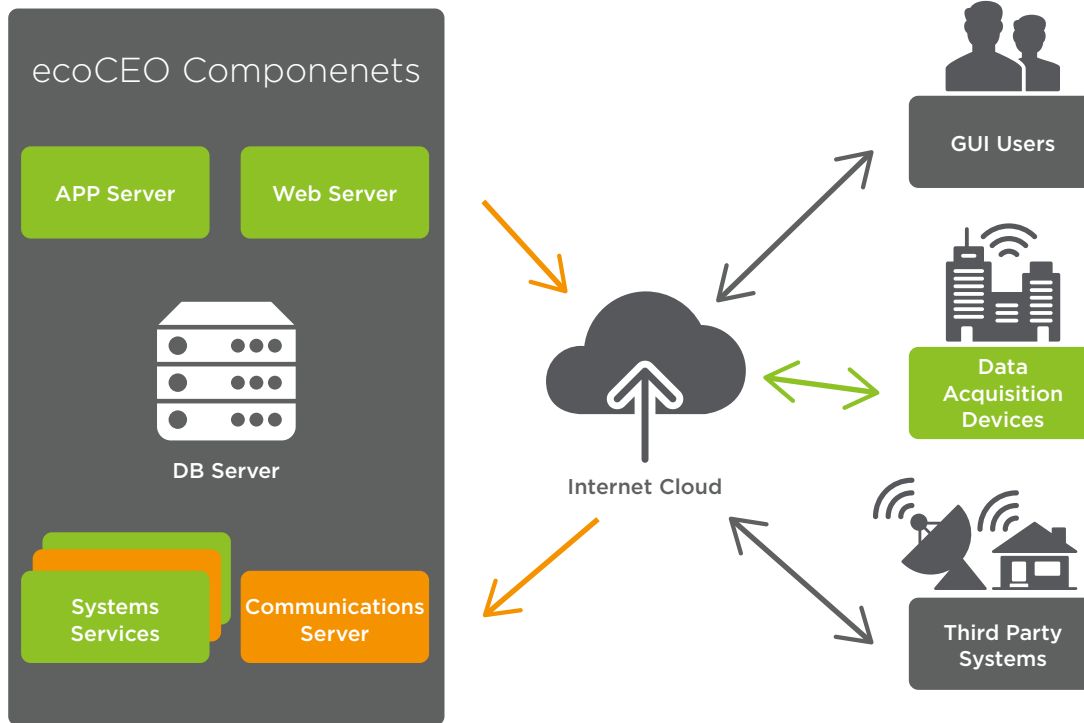 ecoCEO Componenets
APP Server
Web Server
DB Server
Systems
Services
Communications
Server
Internet Cloud
GUI Users
Data
Acquisition
Devices
Third Party
Systems